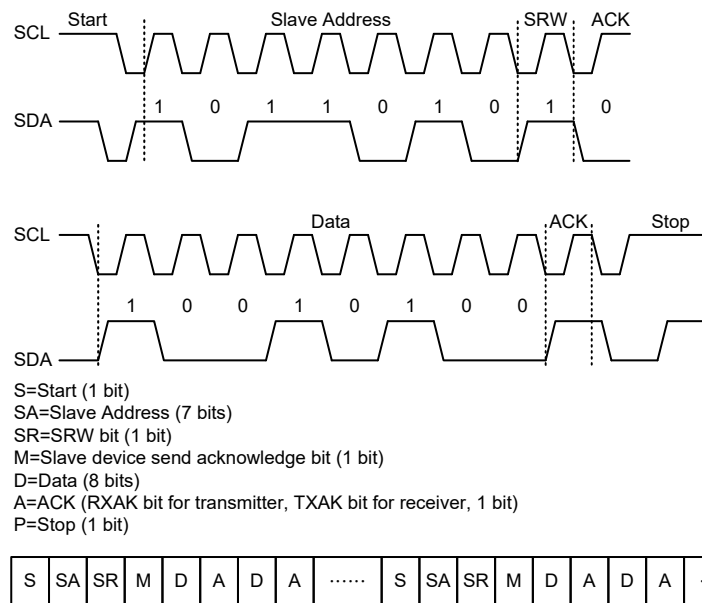 Start Slave Address SRW ACK
SCL
1 0 1 1 0 1 0 1 0
SDA
SCL Data ACK Stop
1 0 0 1 0 1 0 0
SDA
S=Start (1 bit)
SA=Slave Address (7 bits)
SR=SRW bit (1 bit)
M=Slave device send acknowledge bit (1 bit)
D=Data (8 bits)
A=ACK (RXAK bit for transmitter, TXAK bit for receiver, 1 bit)
P=Stop (1 bit)
S SA SR M D A D A ...... S SA SR M D A D A